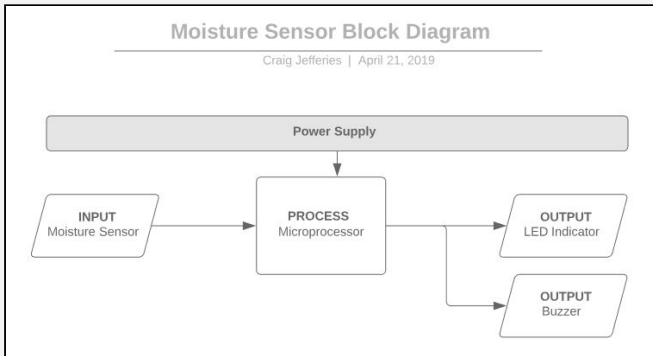 Moisture Sensor Block Diagram
Craig Jefferies | April 21, 2019
Power Supply
INPUT
Moisture Sensor
PROCESS
Microprocessor
OUTPUT
LED Indicator
OUTPUT
Buzzer